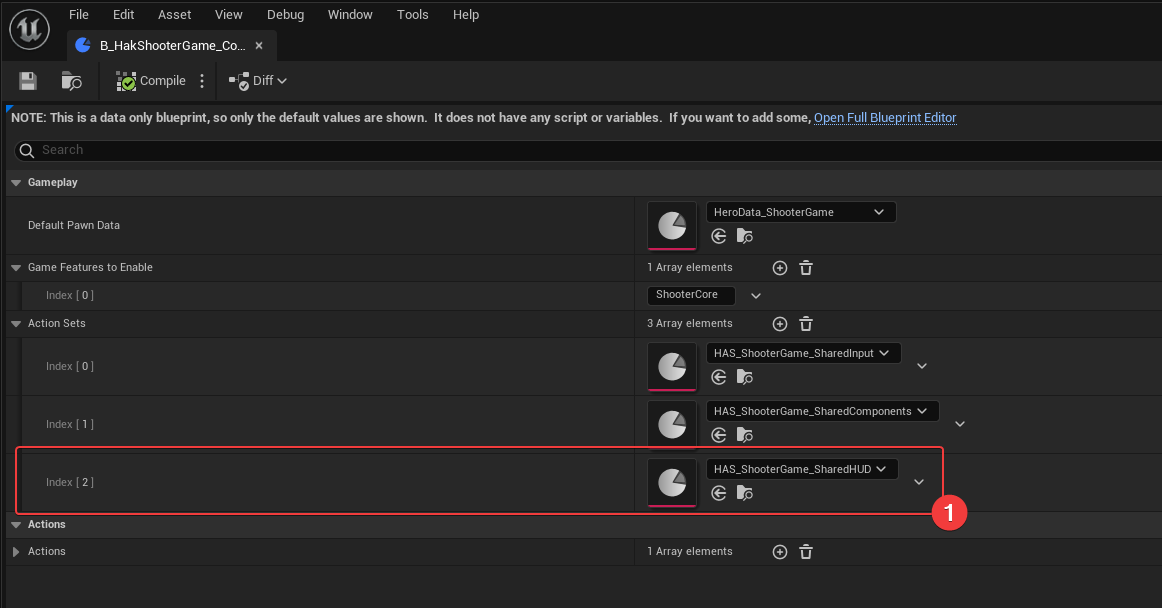 File Edit Asset View Debug Window Tools Help
B_HakShooterGame_Co...
Compile Diff
NOTE: This is a data only blueprint, so only the default values are shown. It does not have any script or variables. If you want to add some, Open Full Blueprint Editor
Search
Gameplay
Default Pawn Data
HeroData_ShooterGame
Game Features to Enable 1 Array elements
Index [ 0 ] ShooterCore
Action Sets 3 Array elements
Index [ 0 ] HAS_ShooterGame_SharedInput
Index [ 1 ] HAS_ShooterGame_SharedComponents
Index [ 2 ] HAS_ShooterGame_SharedHUD
1
Actions
Actions 1 Array elements